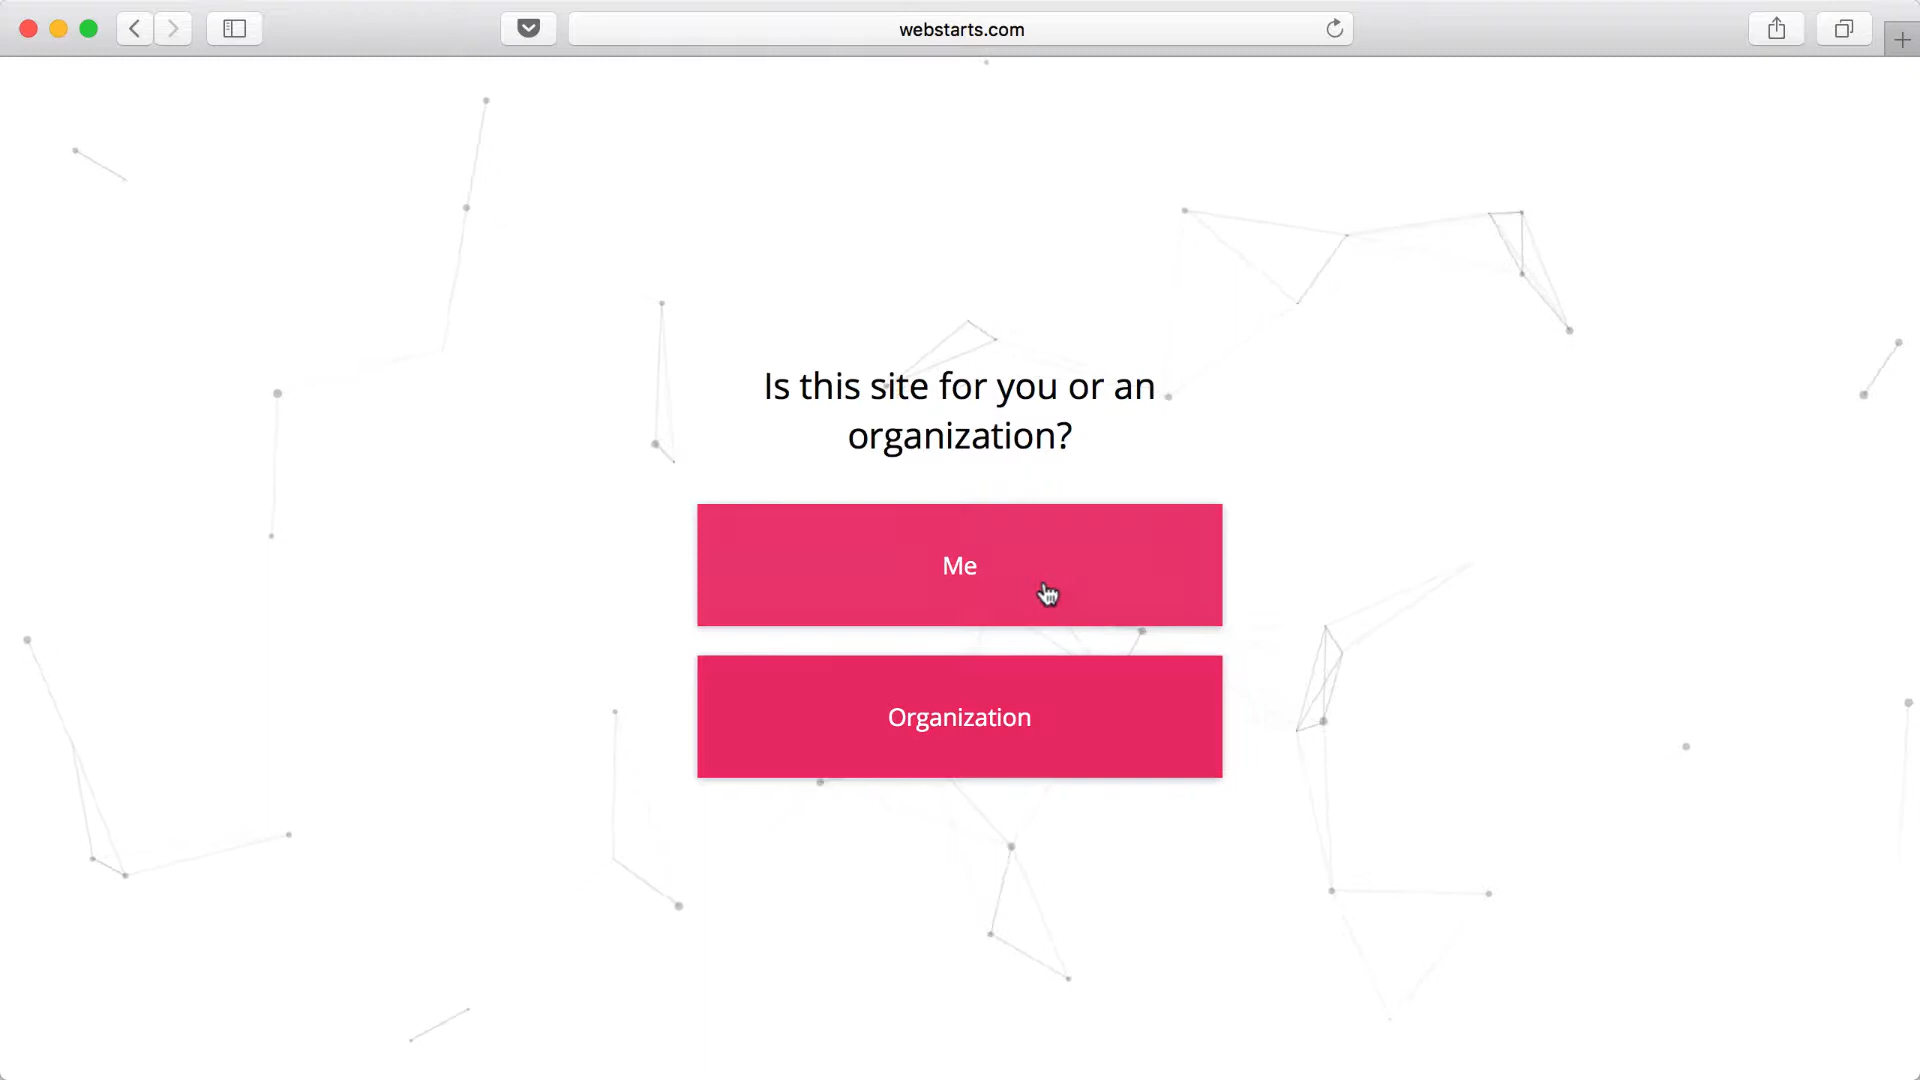 webstarts.com
Is this site for you or an
organization?
Me
Organization